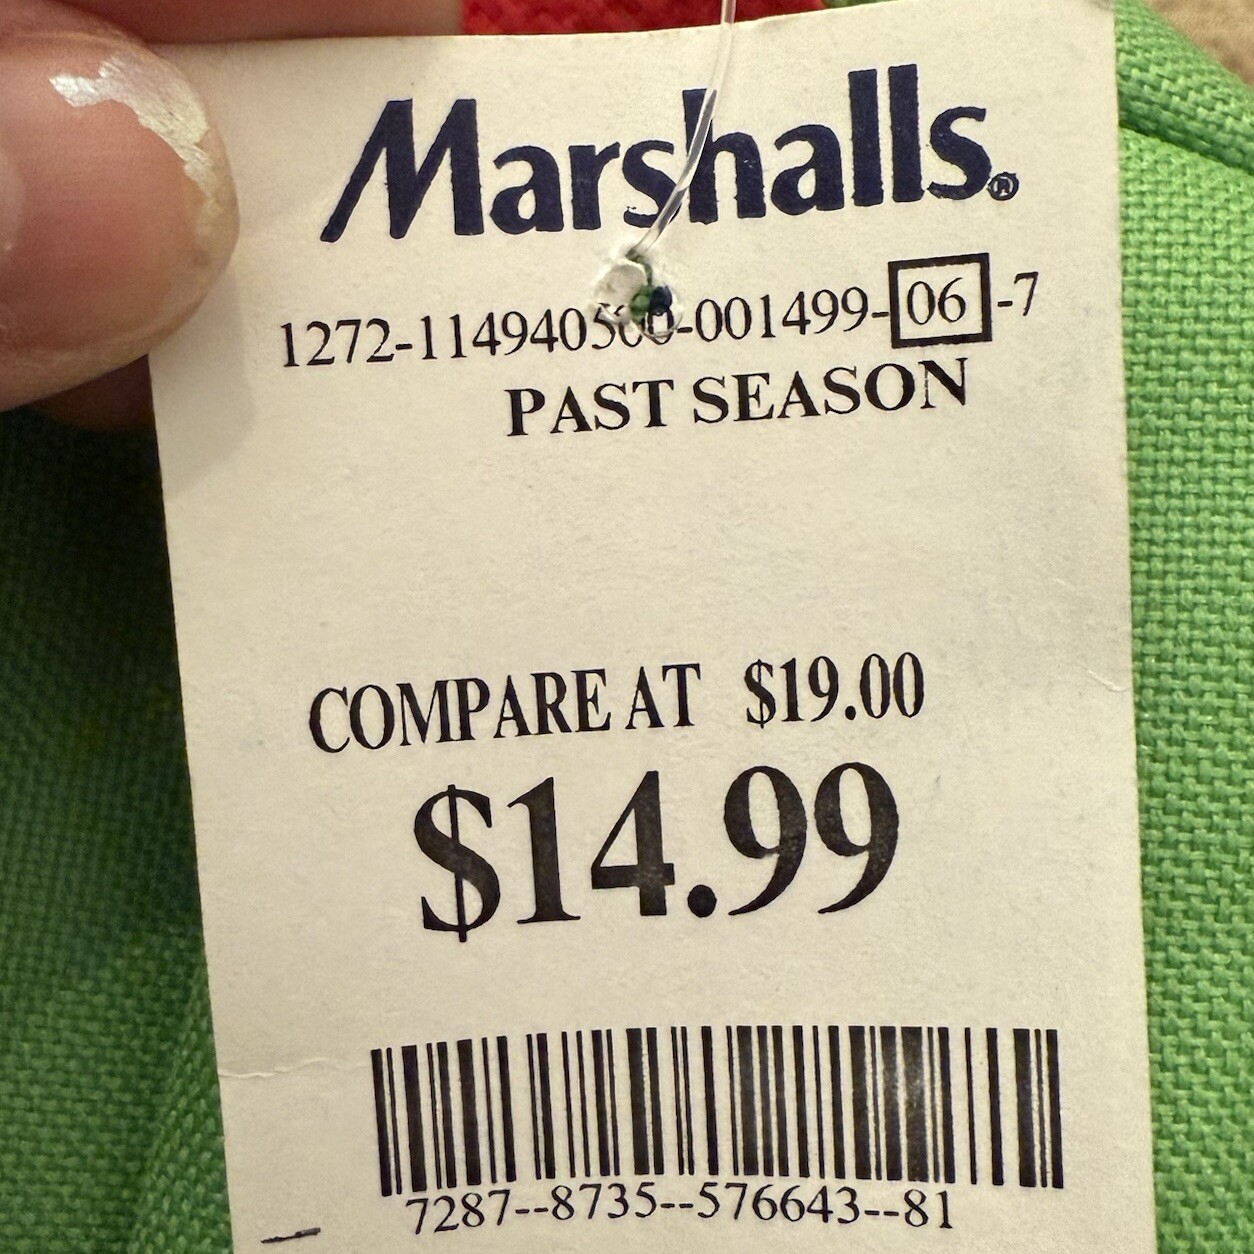 Marshalls®
1272-114940500-001499-06-7
PAST SEASON
COMPARE AT $19.00
$14.99
7287--8735--576643--81